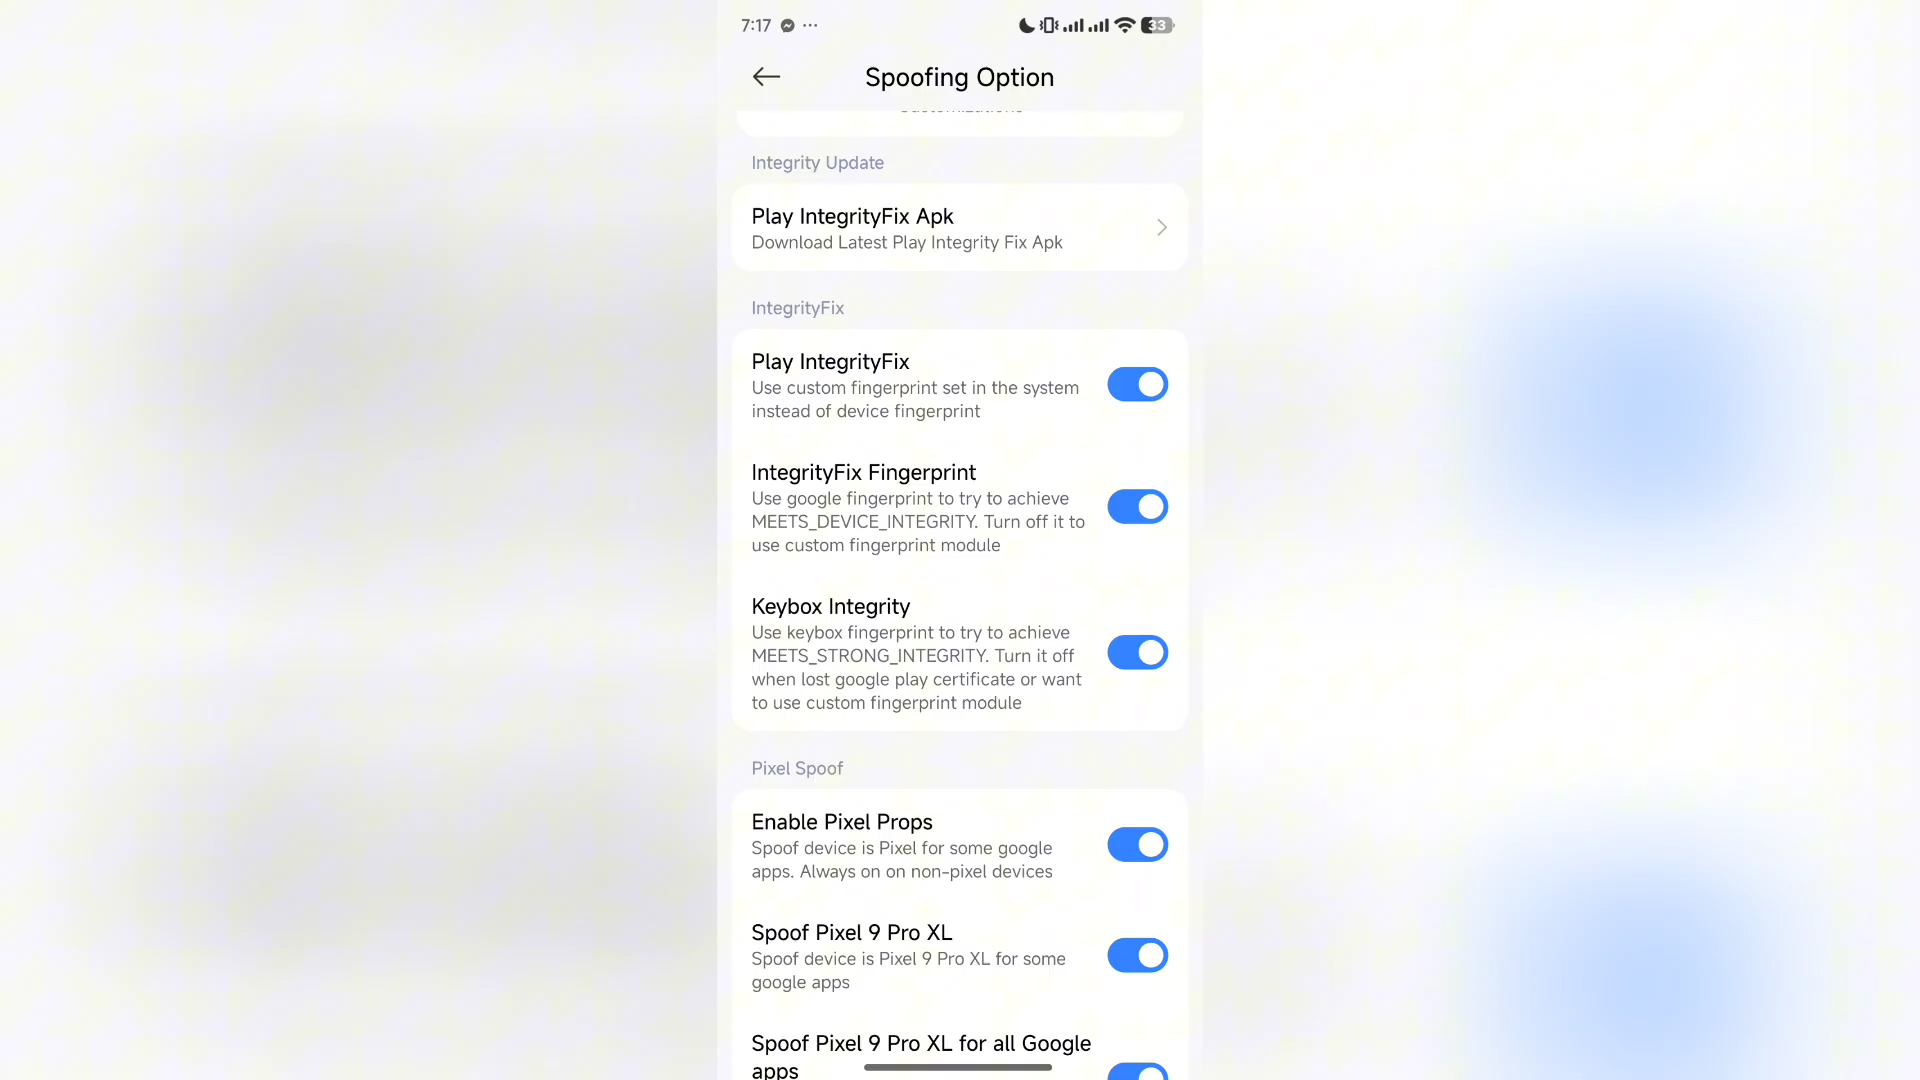 7:17 ... 33
Spoofing Option
Customizations
Integrity Update
Play IntegrityFix Apk
Download Latest Play Integrity Fix Apk
IntegrityFix
Play IntegrityFix
Use custom fingerprint set in the system
instead of device fingerprint
IntegrityFix Fingerprint
Use google fingerprint to try to achieve
MEETS_DEVICE_INTEGRITY. Turn off it to
use custom fingerprint module
Keybox Integrity
Use keybox fingerprint to try to achieve
MEETS_STRONG_INTEGRITY. Turn it off
when lost google play certificate or want
to use custom fingerprint module
Pixel Spoof
Enable Pixel Props
Spoof device is Pixel for some google
apps. Always on on non-pixel devices
Spoof Pixel 9 Pro XL
Spoof device is Pixel 9 Pro XL for some
google apps
Spoof Pixel 9 Pro XL for all Google
apps